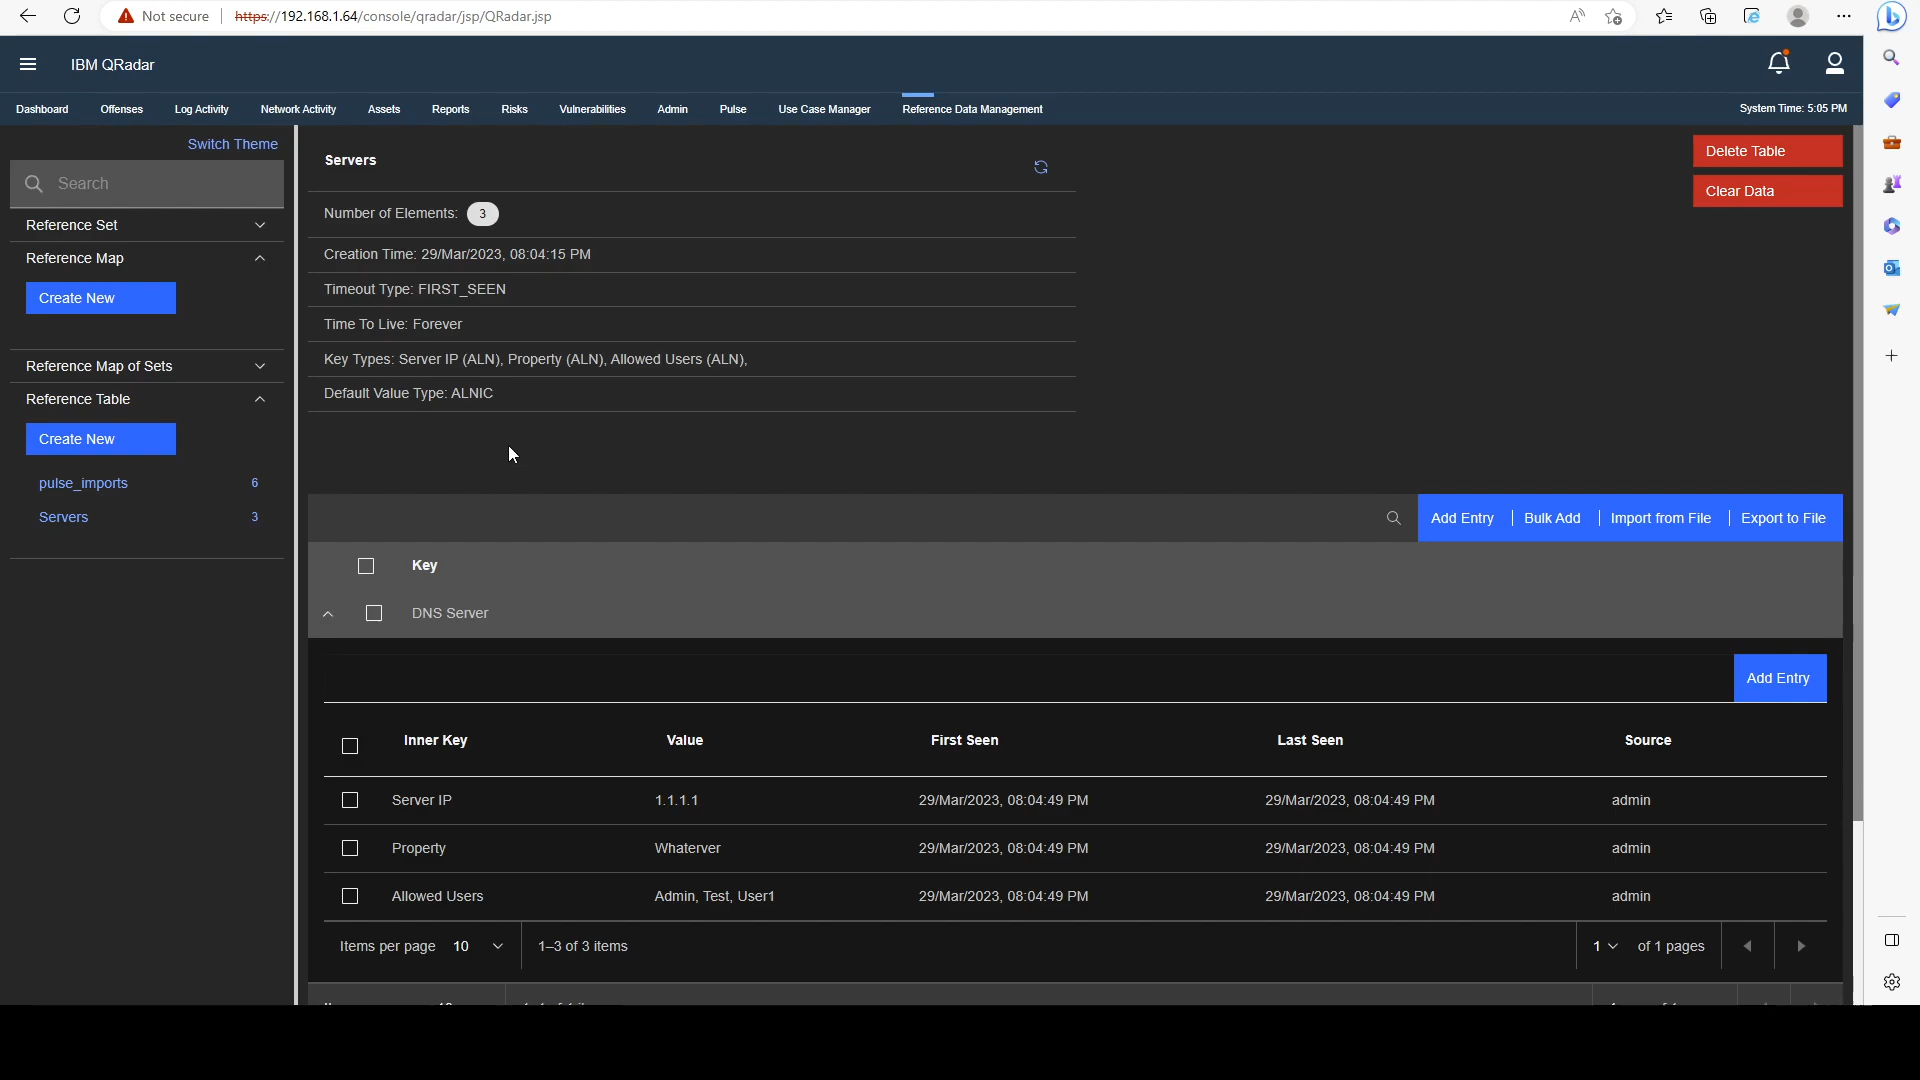 Not secure
https://192.168.1.64/console/qradar/jsp/QRadar.jsp
IBM QRadar
Dashboard Offenses Log Activity Network Activity Assets Reports Risks Vulnerabilities Admin Pulse Use Case Manager Reference Data Management System Time: 5:05 PM
Switch Theme
Search
Reference Set
Reference Map
Create New
Reference Map of Sets
Reference Table
Create New
pulse_imports 6
Servers 3
Servers
Delete Table
Clear Data
Number of Elements: 3
Creation Time: 29/Mar/2023, 08:04:15 PM
Timeout Type: FIRST_SEEN
Time To Live: Forever
Key Types: Server IP (ALN), Property (ALN), Allowed Users (ALN),
Default Value Type: ALNIC
Add Entry Bulk Add Import from File Export to File
Key
DNS Server
Add Entry
Inner Key Value First Seen Last Seen Source
Server IP 1.1.1.1 29/Mar/2023, 08:04:49 PM 29/Mar/2023, 08:04:49 PM admin
Property Whaterver 29/Mar/2023, 08:04:49 PM 29/Mar/2023, 08:04:49 PM admin
Allowed Users Admin, Test, User1 29/Mar/2023, 08:04:49 PM 29/Mar/2023, 08:04:49 PM admin
Items per page 10 1–3 of 3 items 1 of 1 pages